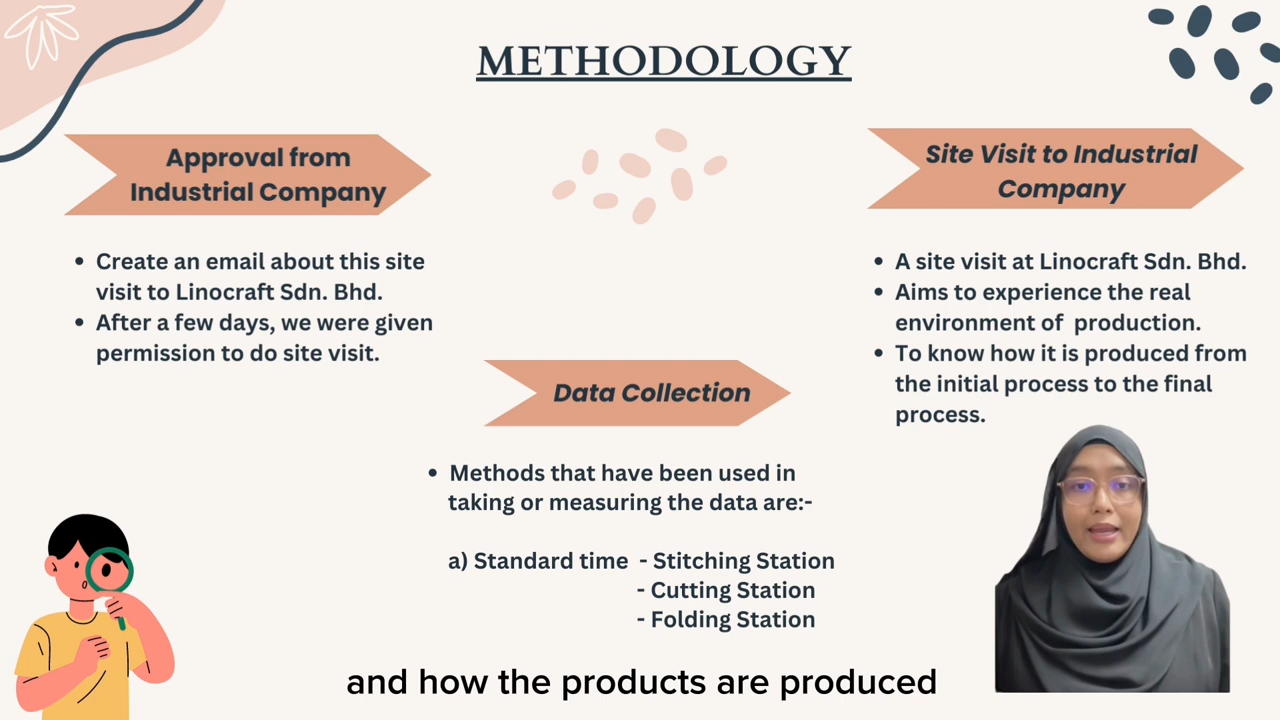 METHODOLOGY
Approval from
Industrial Company
• Create an email about this site
visit to Linocraft Sdn. Bhd.
• After a few days, we were given
permission to do site visit.
Site Visit to Industrial
Company
• A site visit at Linocraft Sdn. Bhd.
• Aims to experience the real
environment of  production.
• To know how it is produced from
the initial process to the final
process.
Data Collection
• Methods that have been used in
taking or measuring the data are:-
a) Standard time - Stitching Station
- Cutting Station
- Folding Station
and how the products are produced